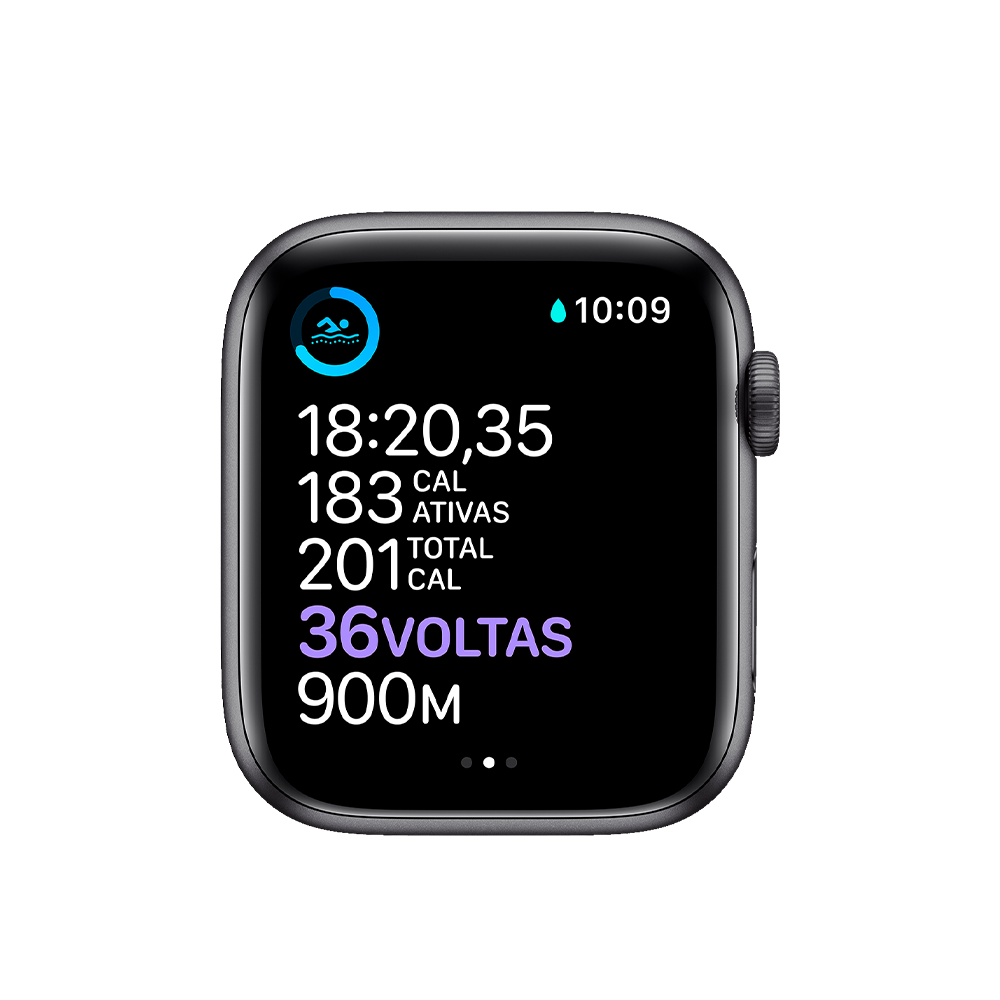 10:09
18:20,35
183 CAL ATIVAS
201 TOTAL CAL
36VOLTAS
900M